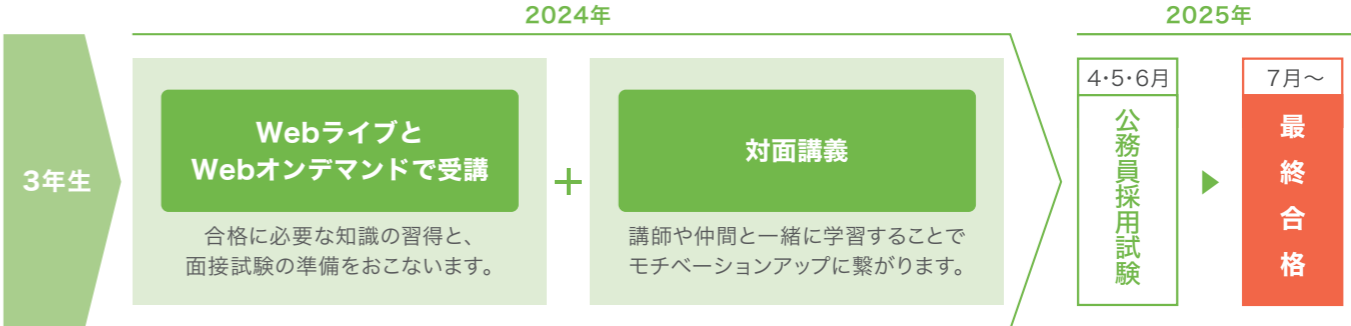 2024年
2025年
3年生
Webライブと
Webオンデマンドで受講
合格に必要な知識の習得と、
面接試験の準備をおこないます。
+
対面講義
講師や仲間と一緒に学習することで
モチベーションアップに繋がります。
4・5・6月
公務員採用試験
7月〜
最終合格